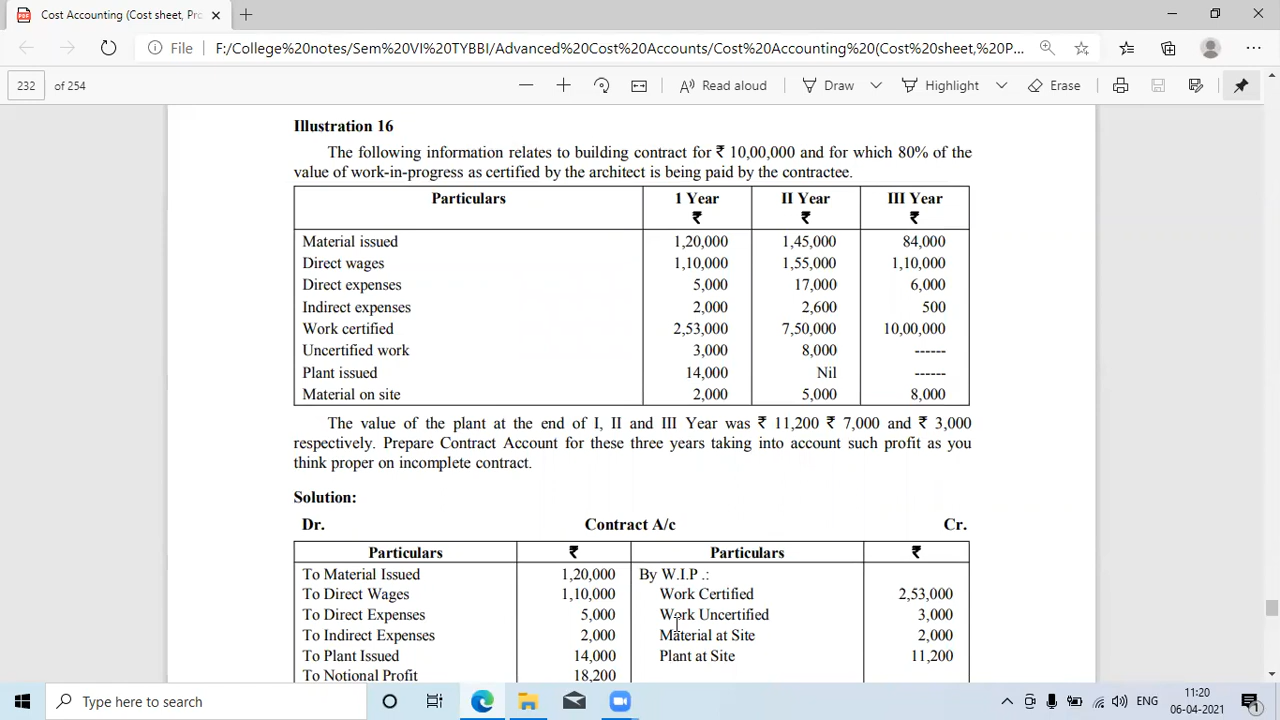 Cost Accounting (Cost sheet, Pro
File F:/College%20notes/Sem%20VI%20TYBBI/Advanced%20Cost%20Accounts/Cost%20Accounting%20(Cost%20sheet,%20P...
232 of 254 Read aloud Draw Highlight Erase
Illustration 16
The following information relates to building contract for ₹ 10,00,000 and for which 80% of the
value of work-in-progress as certified by the architect is being paid by the contractee.
Particulars 1 Year II Year III Year
₹ ₹ ₹
Material issued 1,20,000 1,45,000 84,000
Direct wages 1,10,000 1,55,000 1,10,000
Direct expenses 5,000 17,000 6,000
Indirect expenses 2,000 2,600 500
Work certified 2,53,000 7,50,000 10,00,000
Uncertified work 3,000 8,000 ------
Plant issued 14,000 Nil ------
Material on site 2,000 5,000 8,000
The value of the plant at the end of I, II and III Year was ₹ 11,200 ₹ 7,000 and ₹ 3,000
respectively. Prepare Contract Account for these three years taking into account such profit as you
think proper on incomplete contract.
Solution:
Dr. Contract A/c Cr.
Particulars ₹ Particulars ₹
To Material Issued 1,20,000 By W.I.P .:
To Direct Wages 1,10,000 Work Certified 2,53,000
To Direct Expenses 5,000 Work Uncertified 3,000
To Indirect Expenses 2,000 Material at Site 2,000
To Plant Issued 14,000 Plant at Site 11,200
To Notional Profit 18,200
Type here to search
11:20
06-04-2021